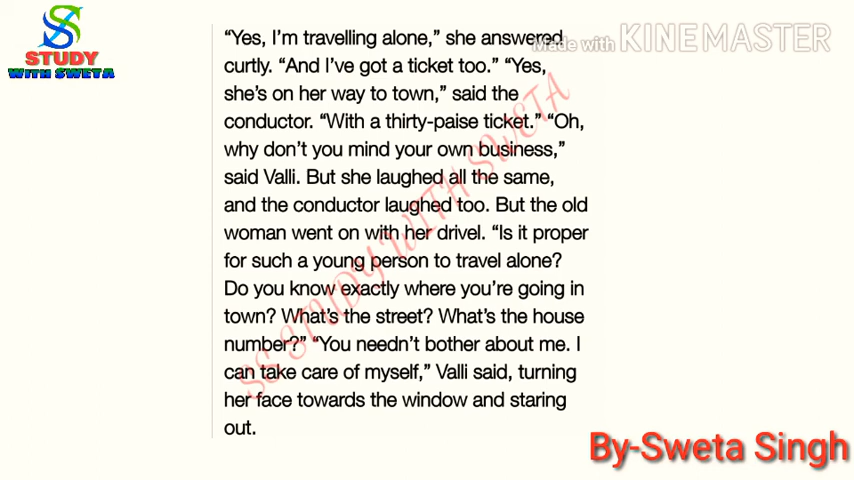 STUDY
WITH SWETA
Made with KINEMASTER
“Yes, I’m travelling alone,” she answered
curtly. “And I’ve got a ticket too.” “Yes,
she’s on her way to town,” said the
conductor. “With a thirty-paise ticket.” “Oh,
why don’t you mind your own business,”
said Valli. But she laughed all the same,
and the conductor laughed too. But the old
woman went on with her drivel. “Is it proper
for such a young person to travel alone?
Do you know exactly where you’re going in
town? What’s the street? What’s the house
number?” “You needn’t bother about me. I
can take care of myself,” Valli said, turning
her face towards the window and staring
out.
SS STUDY WITH SWETA
By-Sweta Singh